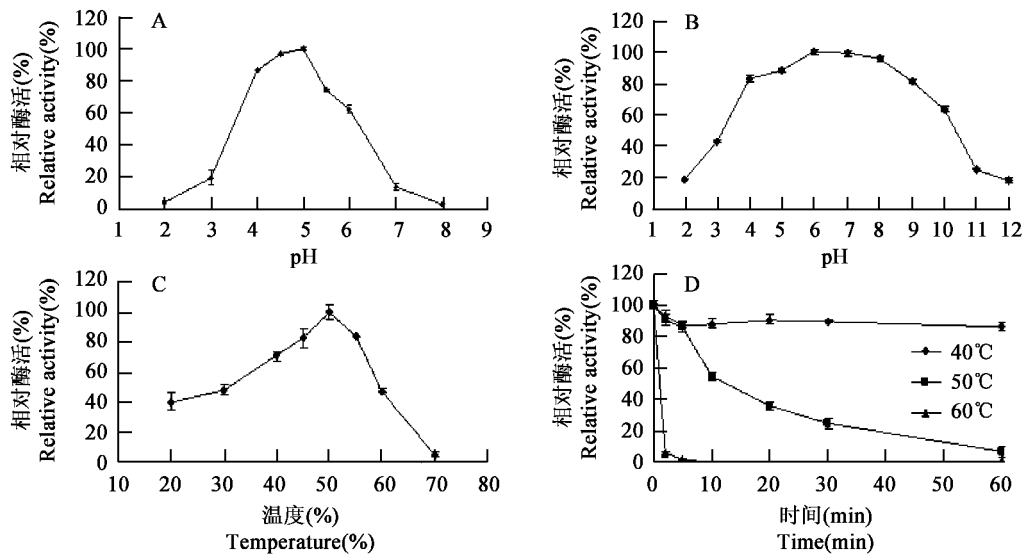 A
相对酶活(%)
Relative activity(%)
120
100
80
60
40
20
0
1 2 3 4 5 6 7 8 9
pH
B
相对酶活(%)
Relative activity(%)
120
100
80
60
40
20
0
1 2 3 4 5 6 7 8 9 10 11 12
pH
C
相对酶活(%)
Relative activity(%)
120
100
80
60
40
20
0
10 20 30 40 50 60 70 80
温度(%)
Temperature(%)
D
相对酶活(%)
Relative activity(%)
120
100
80
60
40
20
0
40℃
50℃
60℃
0 10 20 30 40 50 60
时间(min)
Time(min)